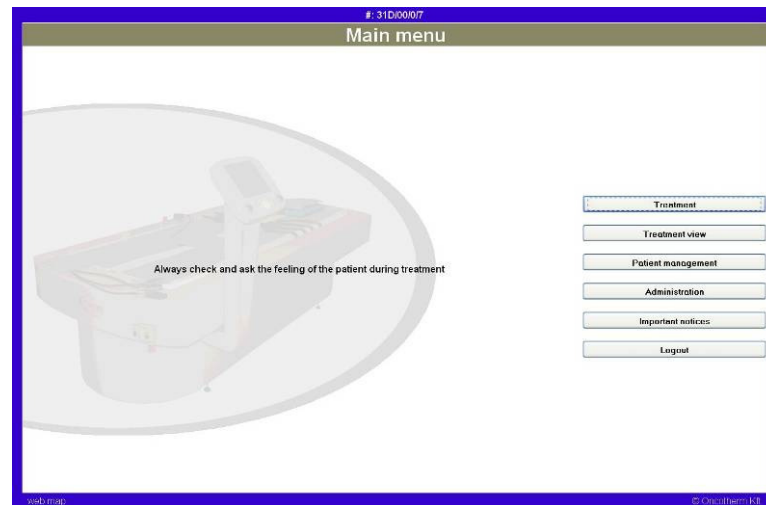 #: 31D/00/0/7
Main menu
Always check and ask the feeling of the patient during treatment
Treatment
Treatment view
Patient management
Administration
Important notices
Logout
web map
© Oncotherm Kft.